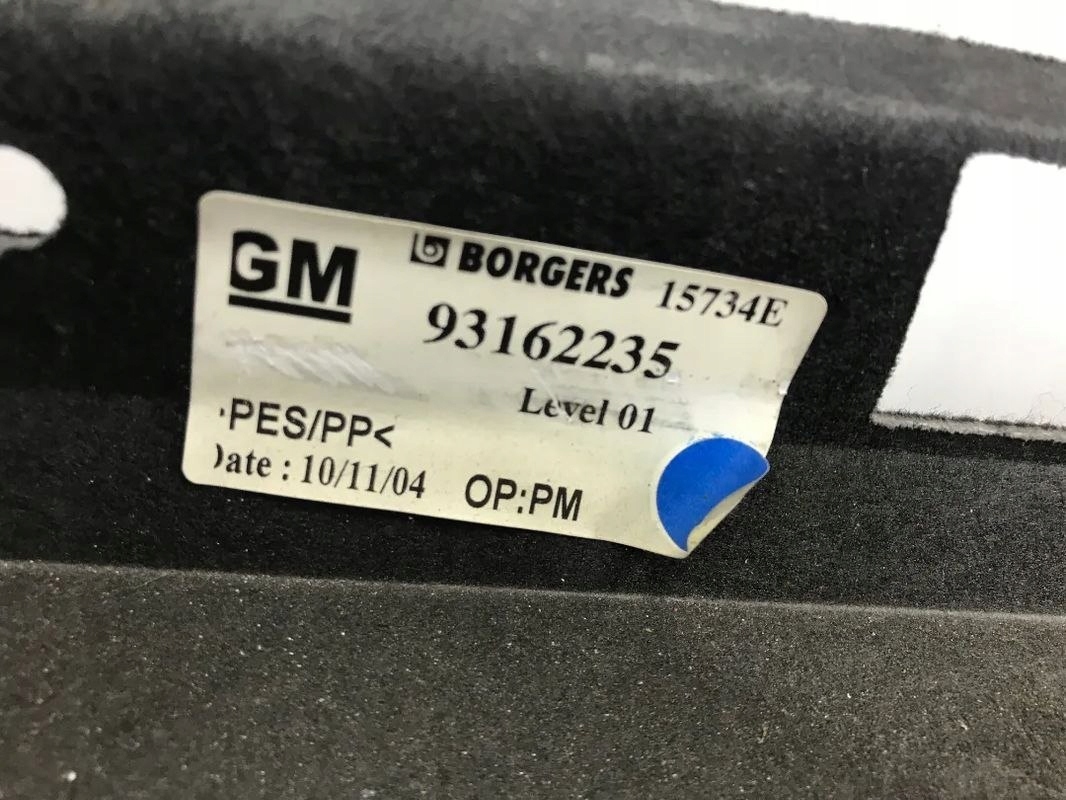 GM BORGERS 15734E
93162235
Level 01
PES/PP<
ate : 10/11/04 OP:PM